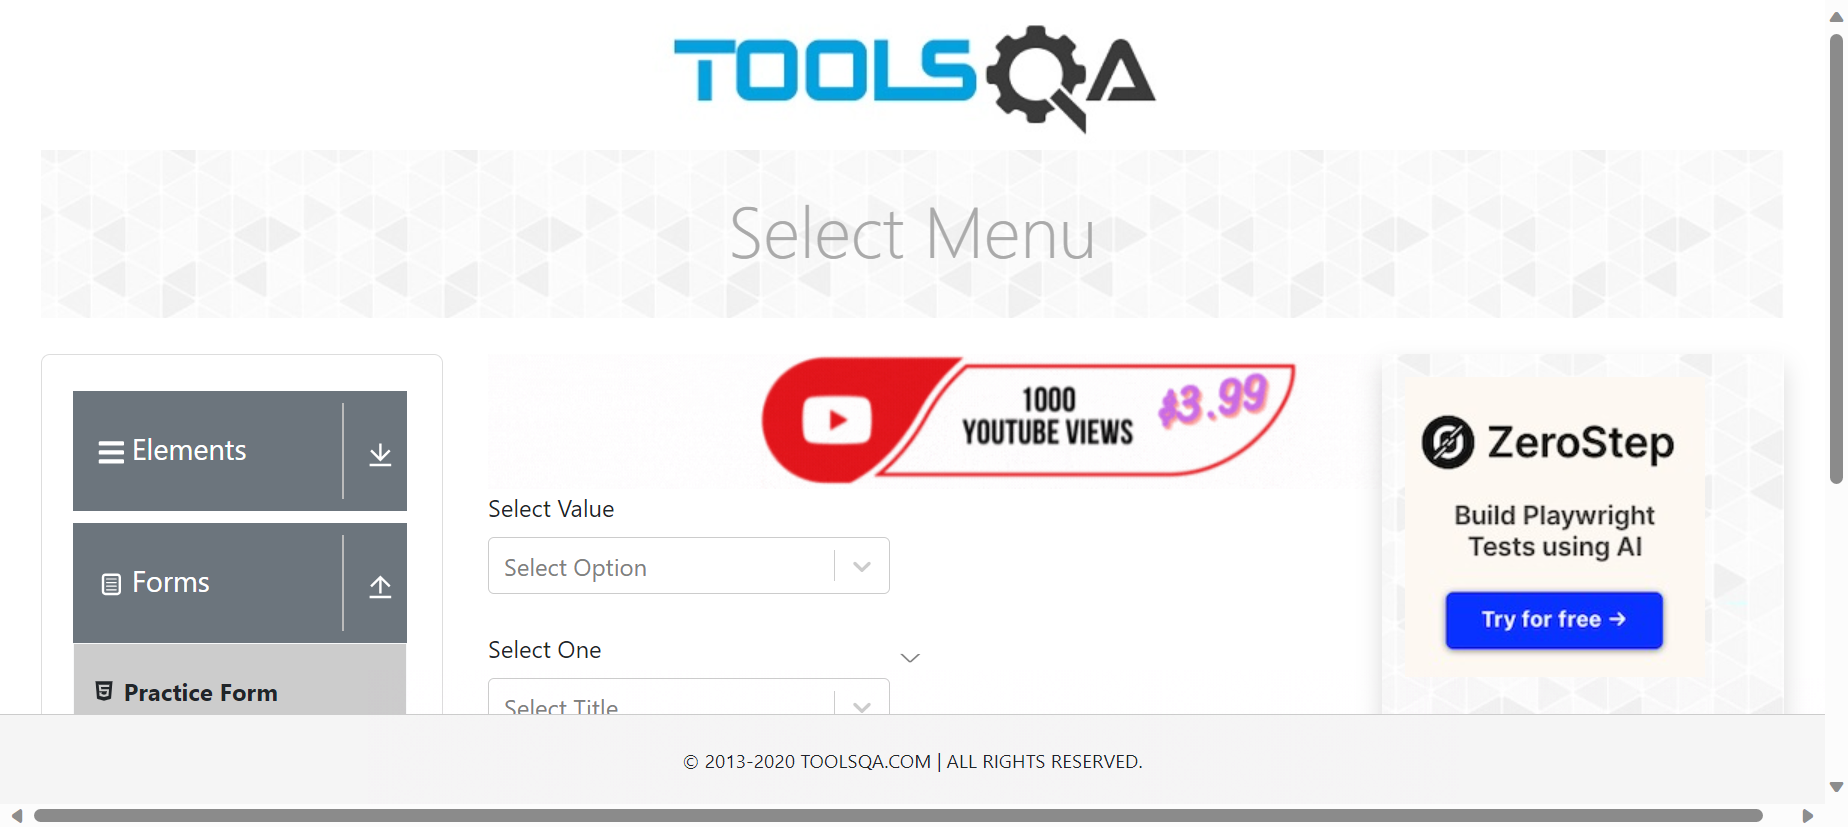 TOOLSQA
Select Menu
Elements
Forms
Practice Form
1000
YOUTUBE VIEWS
$3.99
Select Value
Select Option
Select One
Select Title
ZeroStep
Build Playwright
Tests using AI
Try for free →
© 2013-2020 TOOLSQA.COM | ALL RIGHTS RESERVED.